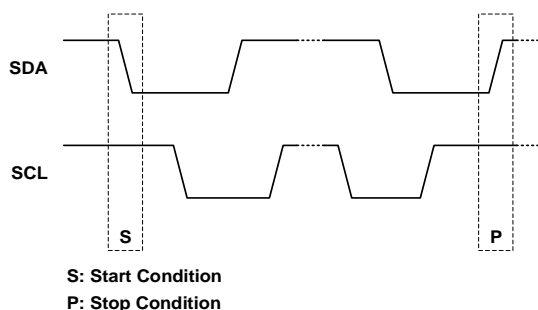 SDA
SCL
S
P
S: Start Condition
P: Stop Condition